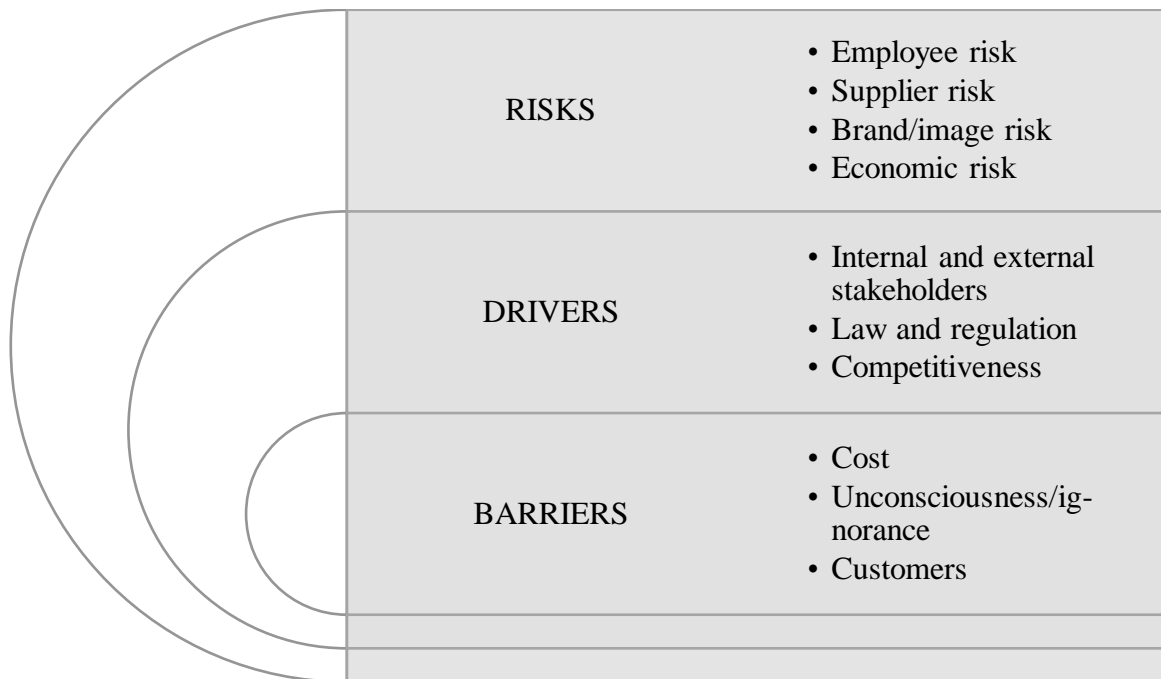 RISKS
• Employee risk
• Supplier risk
• Brand/image risk
• Economic risk
DRIVERS
• Internal and external
stakeholders
• Law and regulation
• Competitiveness
BARRIERS
• Cost
• Unconsciousness/ig-
norance
• Customers